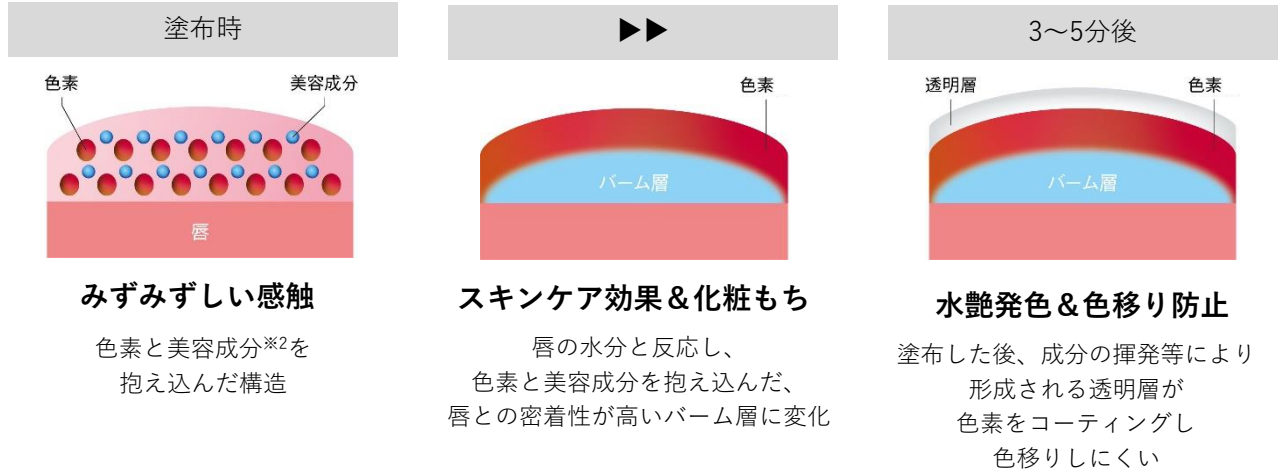 塗布時
色素
美容成分
唇
みずみずしい感触
色素と美容成分※2を
抱え込んだ構造
▶▶
色素
バーム層
スキンケア効果＆化粧もち
唇の水分と反応し、
色素と美容成分を抱え込んだ、
唇との密着性が高いバーム層に変化
3〜5分後
透明層
色素
バーム層
水艶発色＆色移り防止
塗布した後、成分の揮発等により
形成される透明層が
色素をコーティングし
色移りしにくい